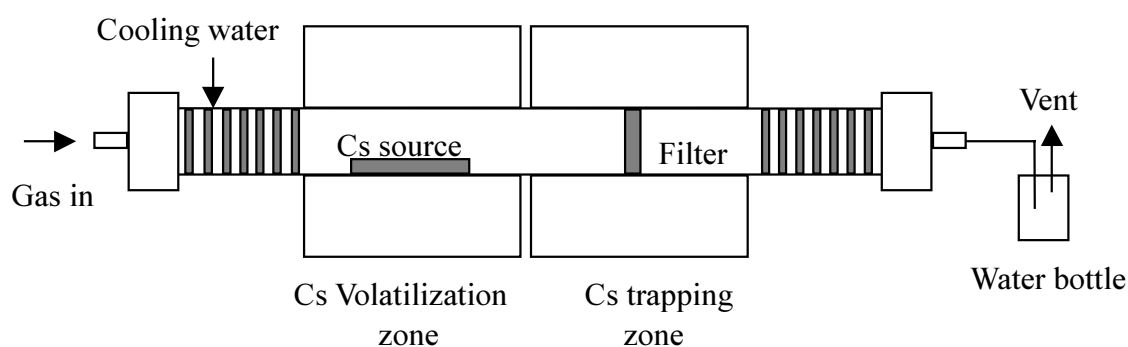 Cooling water
Vent
Cs source
Filter
Gas in
Water bottle
Cs Volatilization
zone
Cs trapping
zone